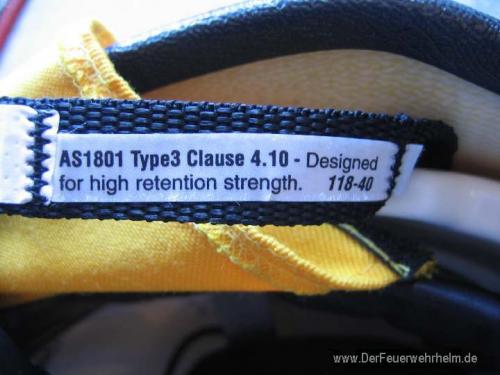 AS1801 Type3 Clause 4.10 - Designed
for high retention strength. 118-40
www.DerFeuerwehrhelm.de